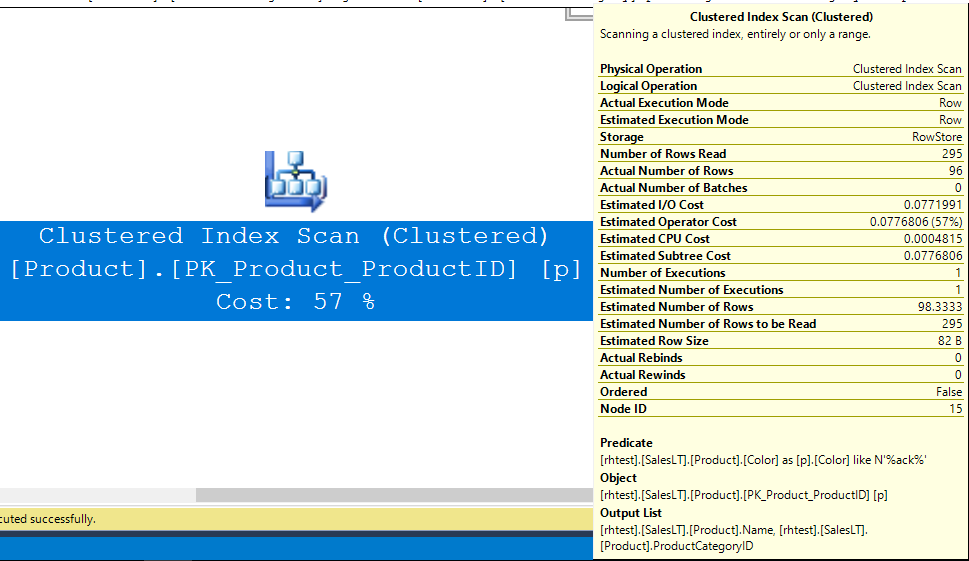 Clustered Index Scan (Clustered)
[Product].[PK_Product_ProductID] [p]
Cost: 57 %
cuted successfully.
Clustered Index Scan (Clustered)
Scanning a clustered index, entirely or only a range.
Physical Operation Clustered Index Scan
Logical Operation Clustered Index Scan
Actual Execution Mode Row
Estimated Execution Mode Row
Storage RowStore
Number of Rows Read 295
Actual Number of Rows 96
Actual Number of Batches 0
Estimated I/O Cost 0.0771991
Estimated Operator Cost 0.0776806 (57%)
Estimated CPU Cost 0.0004815
Estimated Subtree Cost 0.0776806
Number of Executions 1
Estimated Number of Executions 1
Estimated Number of Rows 98.3333
Estimated Number of Rows to be Read 295
Estimated Row Size 82 B
Actual Rebinds 0
Actual Rewinds 0
Ordered False
Node ID 15
Predicate
[rhtest].[SalesLT].[Product].[Color] as [p].[Color] like N'%ack%'
Object
[rhtest].[SalesLT].[Product].[PK_Product_ProductID] [p]
Output List
[rhtest].[SalesLT].[Product].Name, [rhtest].[SalesLT].
[Product].ProductCategoryID